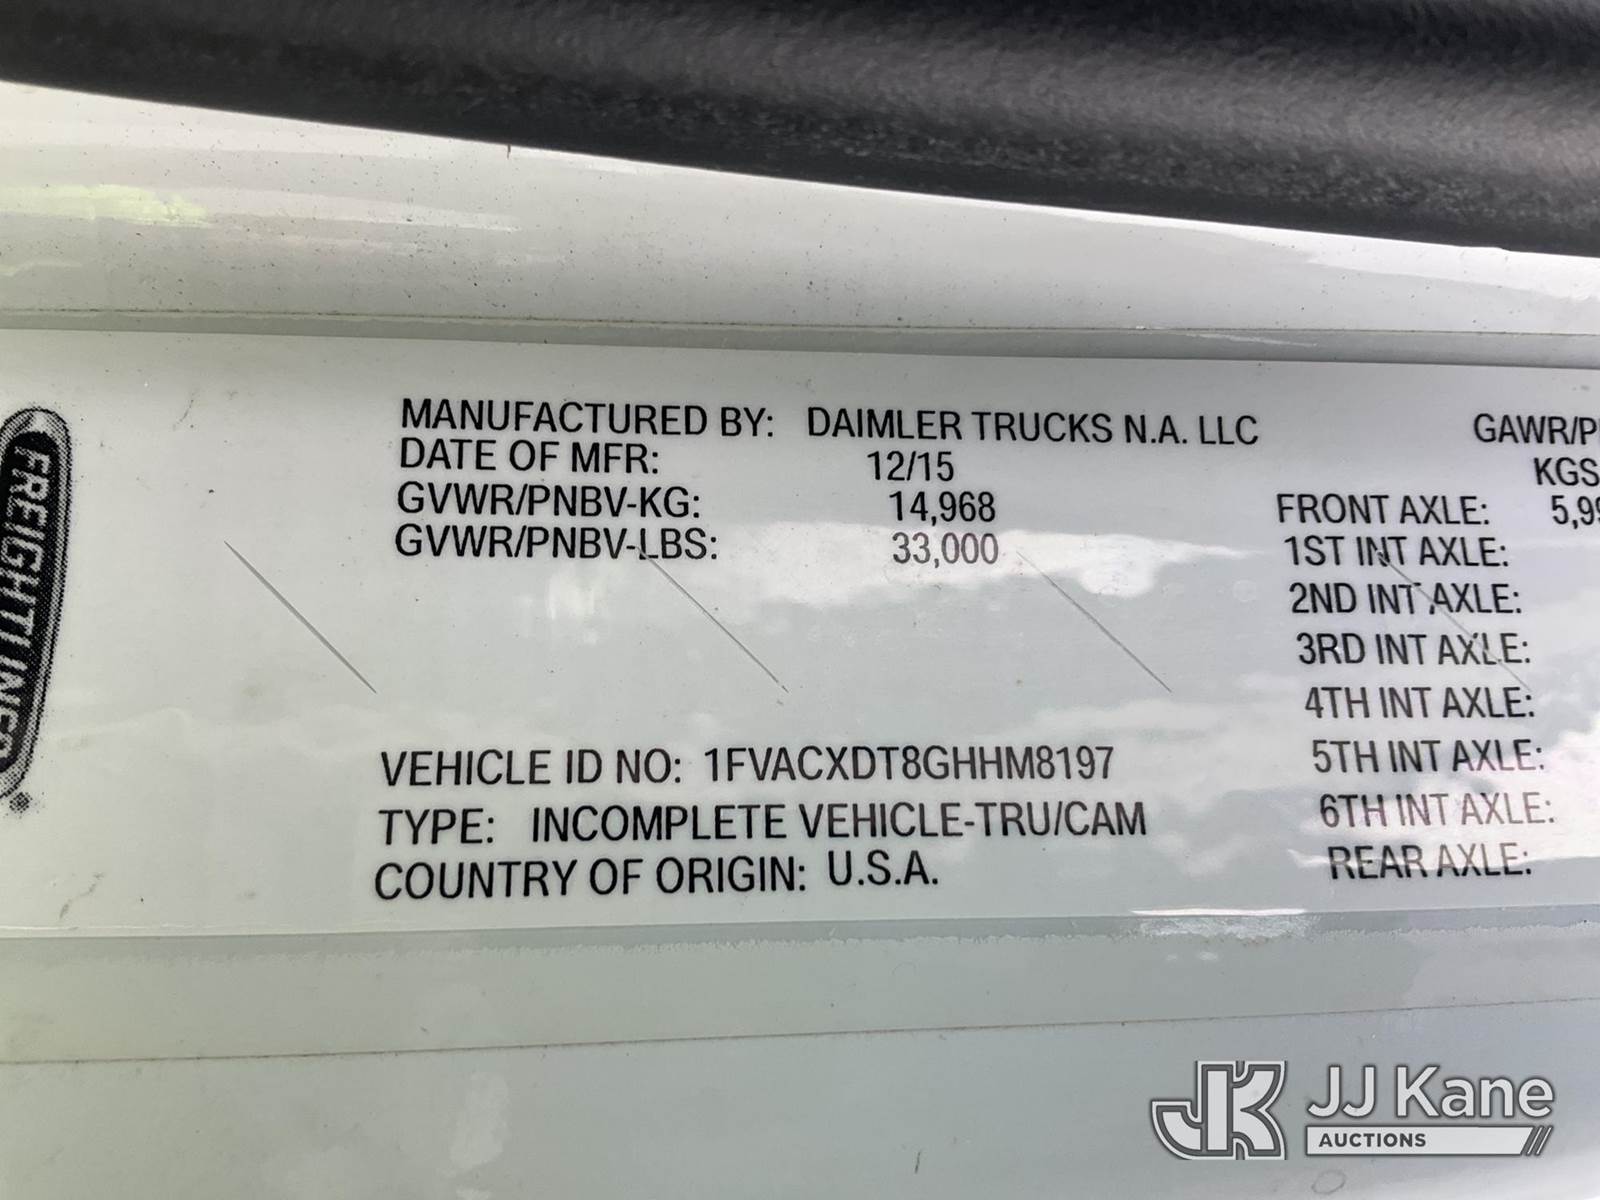 MANUFACTURED BY: DAIMLER TRUCKS N.A. LLC
DATE OF MFR: 12/15
GVWR/PNBV-KG: 14,968
GVWR/PNBV-LBS: 33,000
VEHICLE ID NO: 1FVACXDT8GHHM8197
TYPE: INCOMPLETE VEHICLE-TRU/CAM
COUNTRY OF ORIGIN: U.S.A.
GAWR/P
KGS
FRONT AXLE: 5,99
1ST INT AXLE:
2ND INT AXLE:
3RD INT AXLE:
4TH INT AXLE:
5TH INT AXLE:
6TH INT AXLE:
REAR AXLE:
FREIGHTLINER
JJ Kane
AUCTIONS